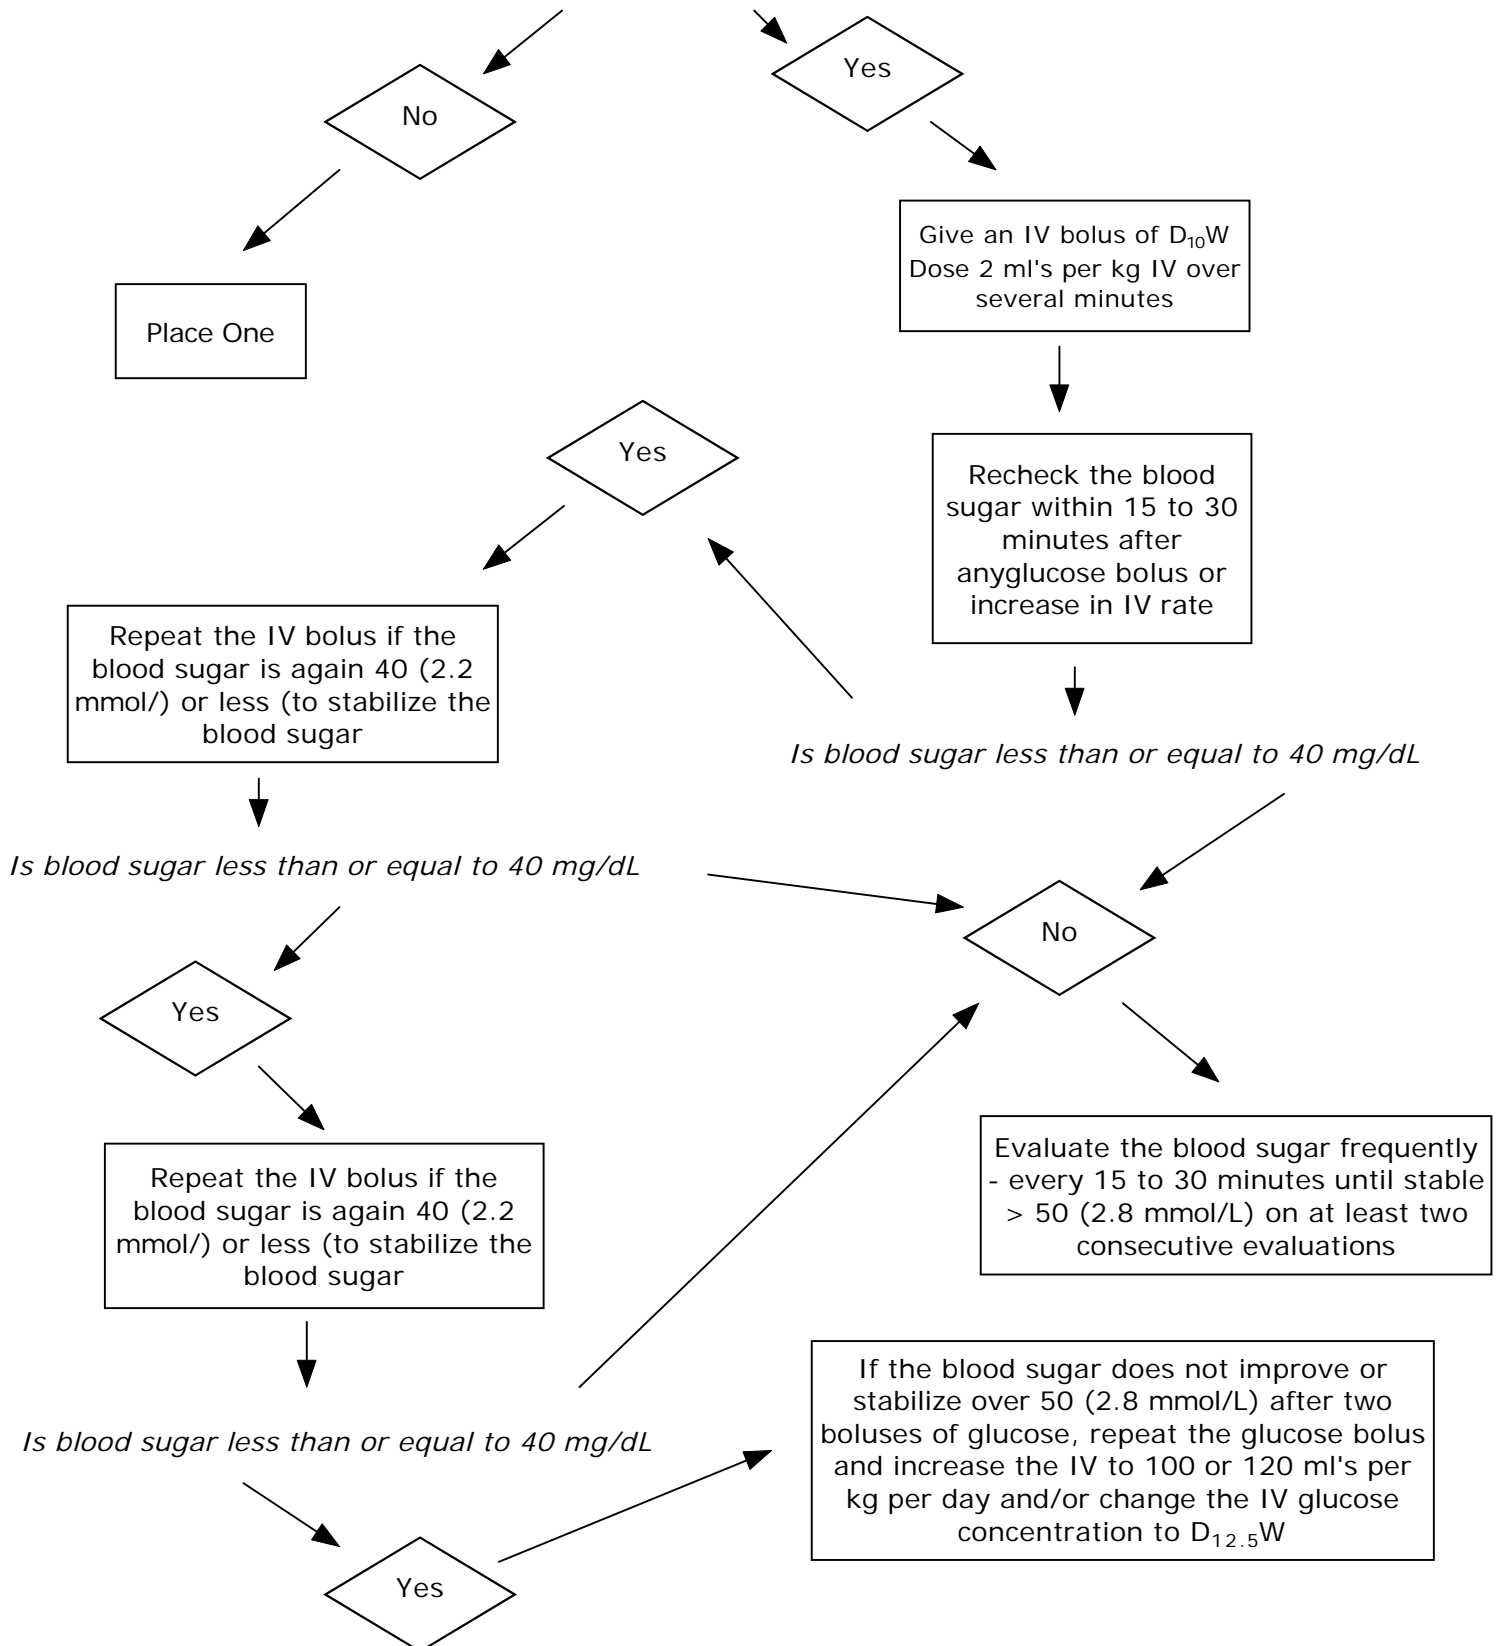 Yes
No
Give an IV bolus of D₁₀W
Dose 2 ml's per kg IV over
several minutes
Place One
Yes
Recheck the blood
sugar within 15 to 30
minutes after
anyglucose bolus or
increase in IV rate
Repeat the IV bolus if the
blood sugar is again 40 (2.2
mmol/) or less (to stabilize the
blood sugar
Is blood sugar less than or equal to 40 mg/dL
Is blood sugar less than or equal to 40 mg/dL
No
Yes
Evaluate the blood sugar frequently
- every 15 to 30 minutes until stable
> 50 (2.8 mmol/L) on at least two
consecutive evaluations
Repeat the IV bolus if the
blood sugar is again 40 (2.2
mmol/) or less (to stabilize the
blood sugar
If the blood sugar does not improve or
stabilize over 50 (2.8 mmol/L) after two
boluses of glucose, repeat the glucose bolus
and increase the IV to 100 or 120 ml's per
kg per day and/or change the IV glucose
concentration to D₁₂.₅W
Is blood sugar less than or equal to 40 mg/dL
Yes